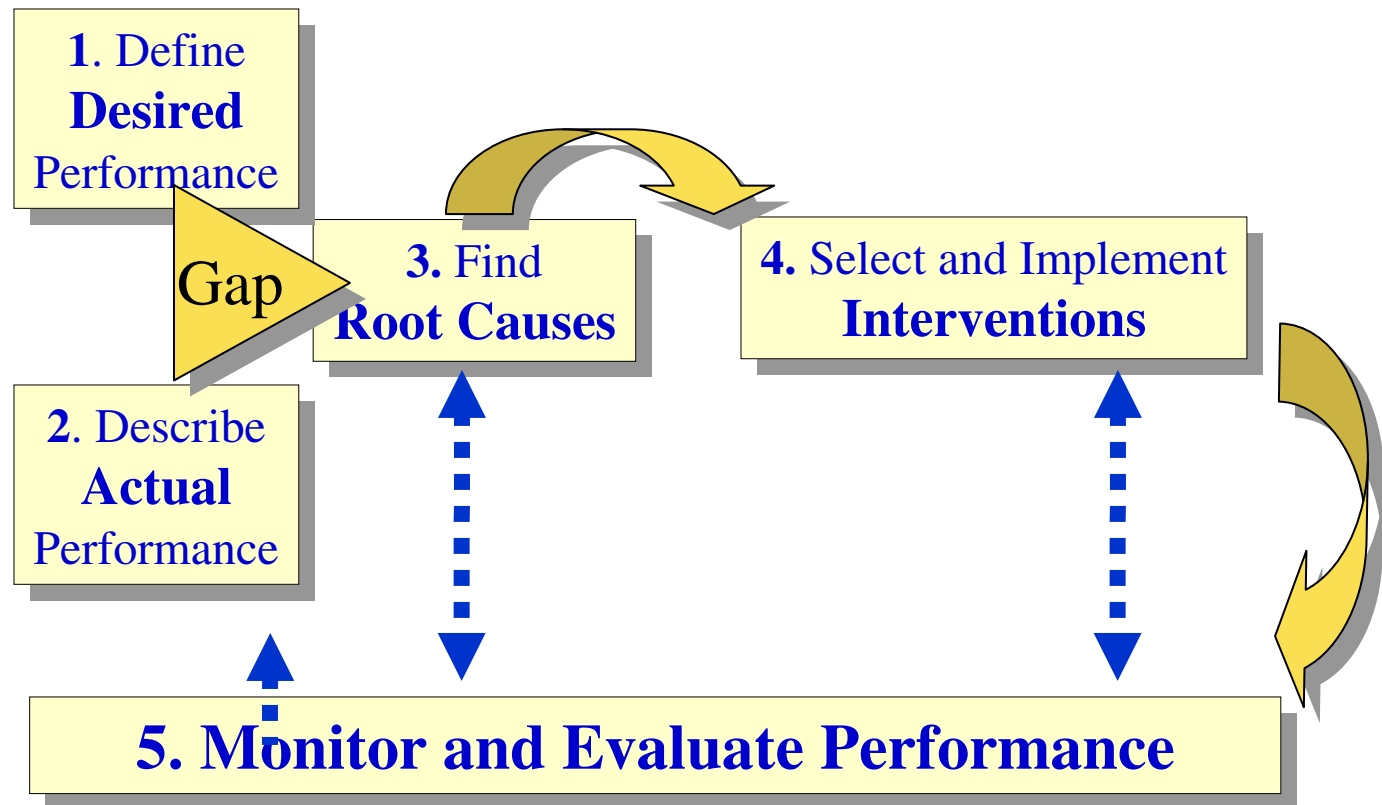 1. Define
Desired
Performance
Gap
2. Describe
Actual
Performance
3. Find
Root Causes
4. Select and Implement
Interventions
5. Monitor and Evaluate Performance